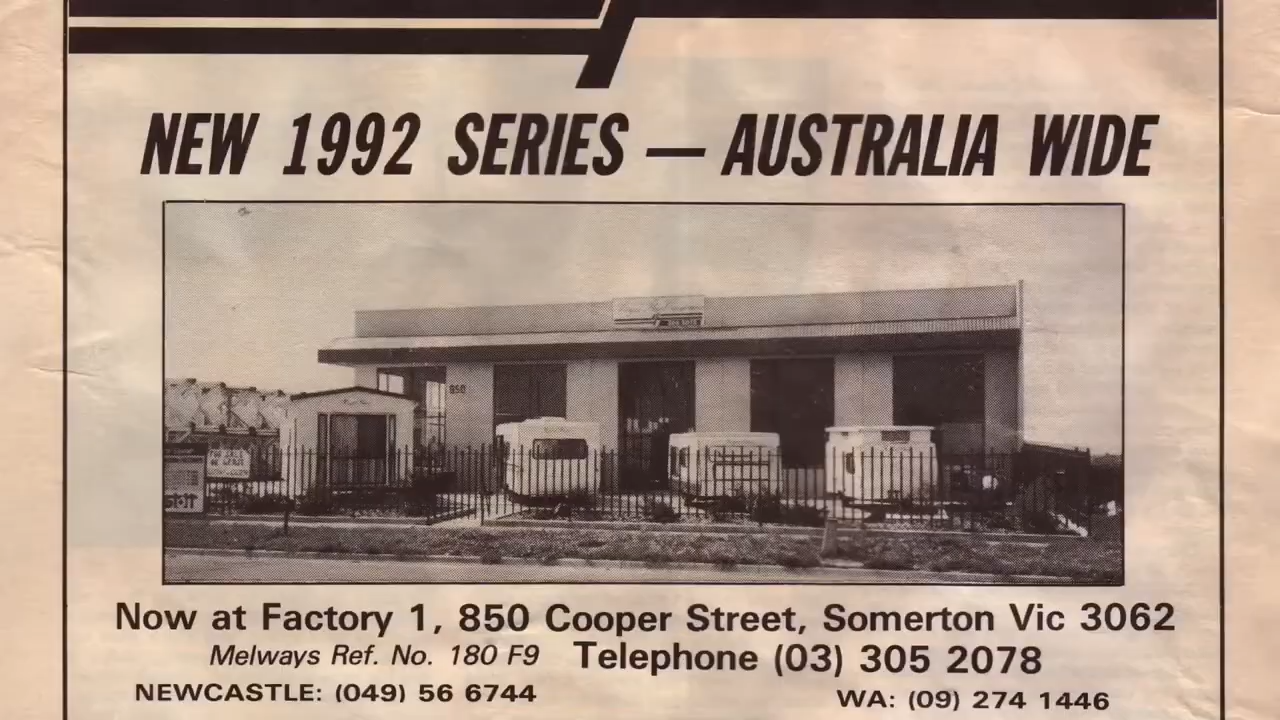 NEW 1992 SERIES — AUSTRALIA WIDE
850
Now at Factory 1, 850 Cooper Street, Somerton Vic 3062
Melways Ref. No. 180 F9 Telephone (03) 305 2078
NEWCASTLE: (049) 56 6744 WA: (09) 274 1446